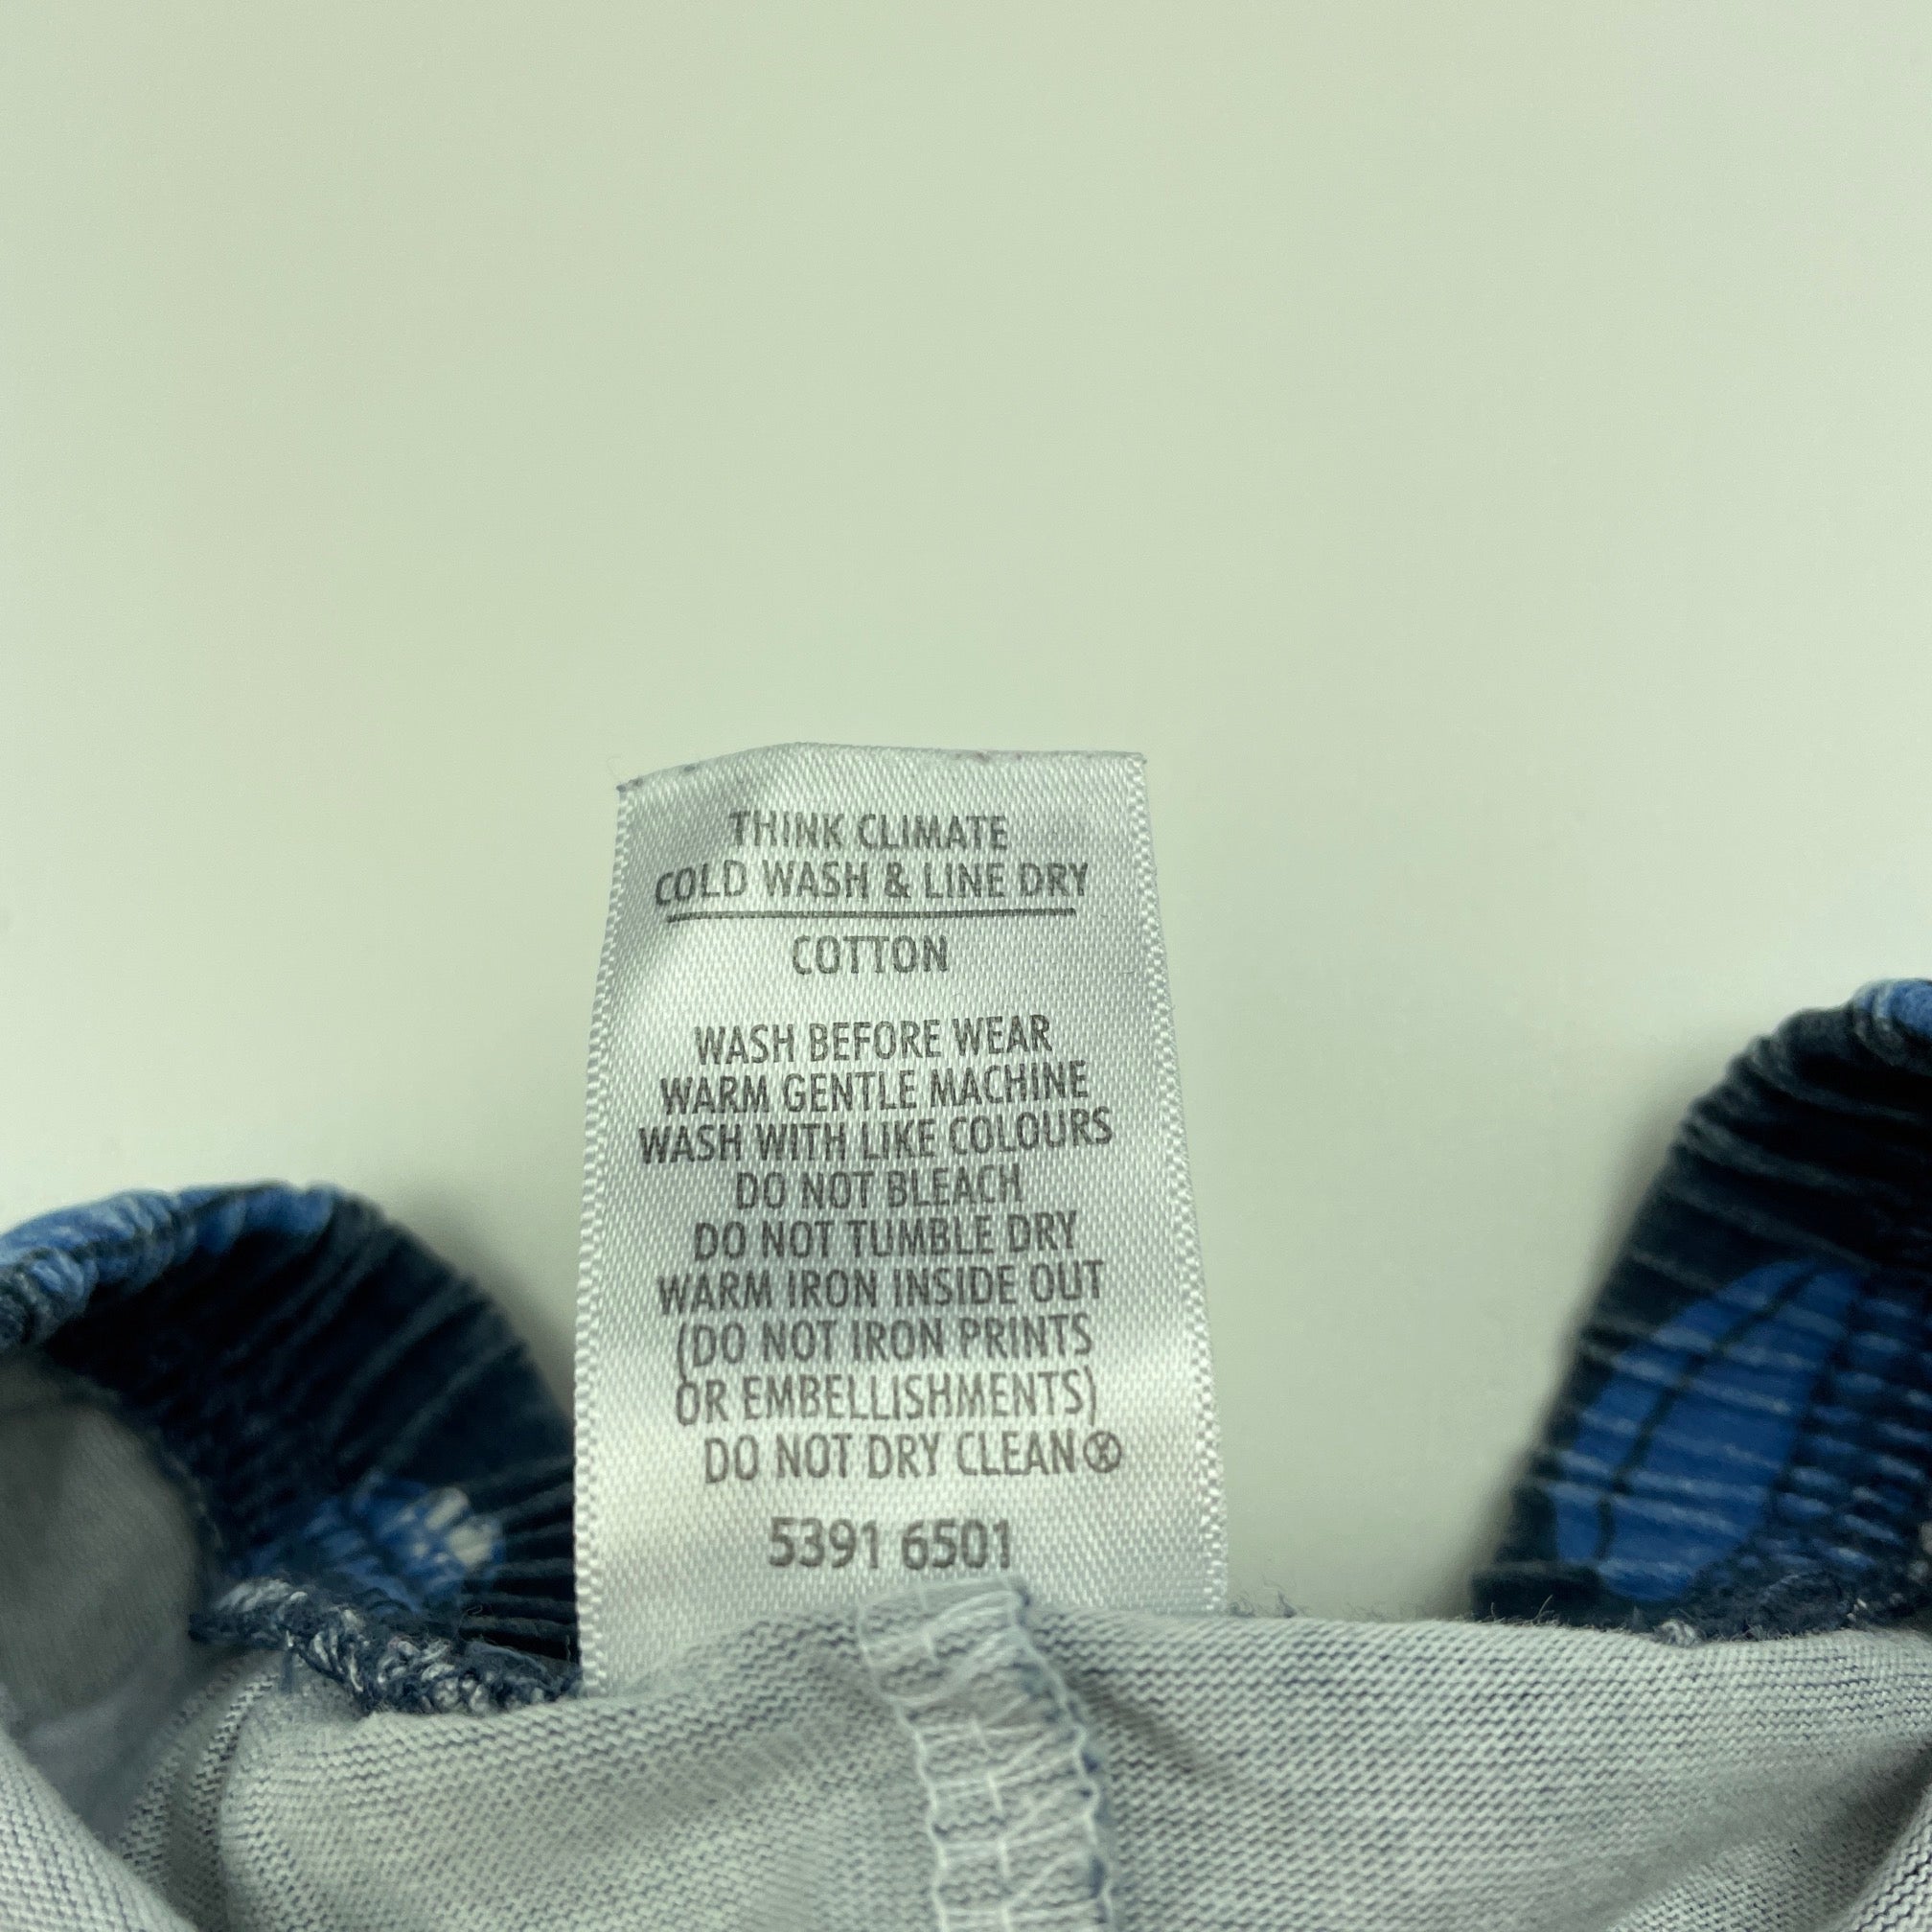 THINK CLIMATE
COLD WASH & LINE DRY
COTTON
WASH BEFORE WEAR
WARM GENTLE MACHINE
WASH WITH LIKE COLOURS
DO NOT BLEACH
DO NOT TUMBLE DRY
WARM IRON INSIDE OUT
(DO NOT IRON PRINTS
OR EMBELLISHMENTS)
DO NOT DRY CLEAN
5391 6501